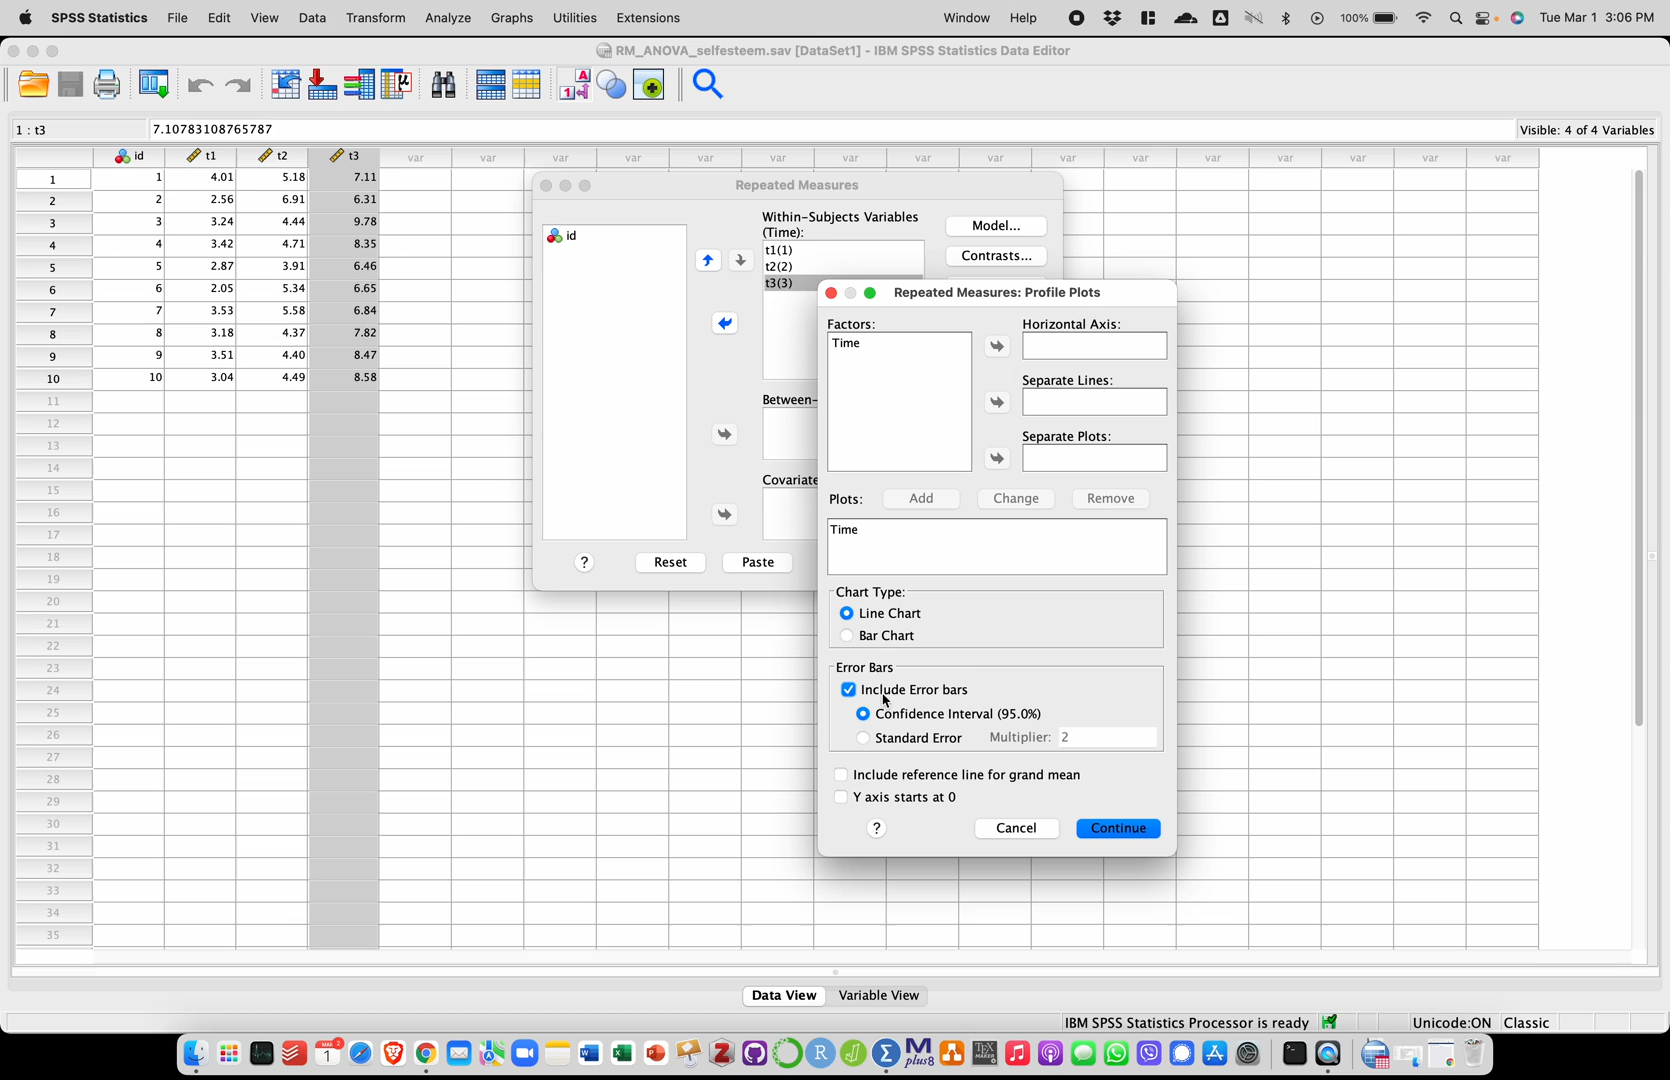 SPSS Statistics File Edit View Data Transform Analyze Graphs Utilities Extensions Window Help 100% Tue Mar 1 3:06 PM
RM_ANOVA_selfesteem.sav [DataSet1] - IBM SPSS Statistics Data Editor
1 : t3 7.10783108765787 Visible: 4 of 4 Variables
id t1 t2 t3 var var var var var var var var var var var var var var var var
1 1 4.01 5.18 7.11
2 2 2.56 6.91 6.31
3 3 3.24 4.44 9.78
4 4 3.42 4.71 8.35
5 5 2.87 3.91 6.46
6 6 2.05 5.34 6.65
7 7 3.53 5.58 6.84
8 8 3.18 4.37 7.82
9 9 3.51 4.40 8.47
10 10 3.04 4.49 8.58
11
12
13
14
15
16
17
18
19
20
21
22
23
24
25
26
27
28
29
30
31
32
33
34
35
Repeated Measures
id
Within-Subjects Variables
(Time):
t1(1)
t2(2)
t3(3)
Model...
Contrasts...
Between-
Covariate
? Reset Paste
Repeated Measures: Profile Plots
Factors: Horizontal Axis:
Time
Separate Lines:
Separate Plots:
Plots: Add Change Remove
Time
Chart Type:
Line Chart
Bar Chart
Error Bars
Include Error bars
Confidence Interval (95.0%)
Standard Error Multiplier: 2
Include reference line for grand mean
Y axis starts at 0
? Cancel Continue
Data View Variable View
IBM SPSS Statistics Processor is ready Unicode:ON Classic